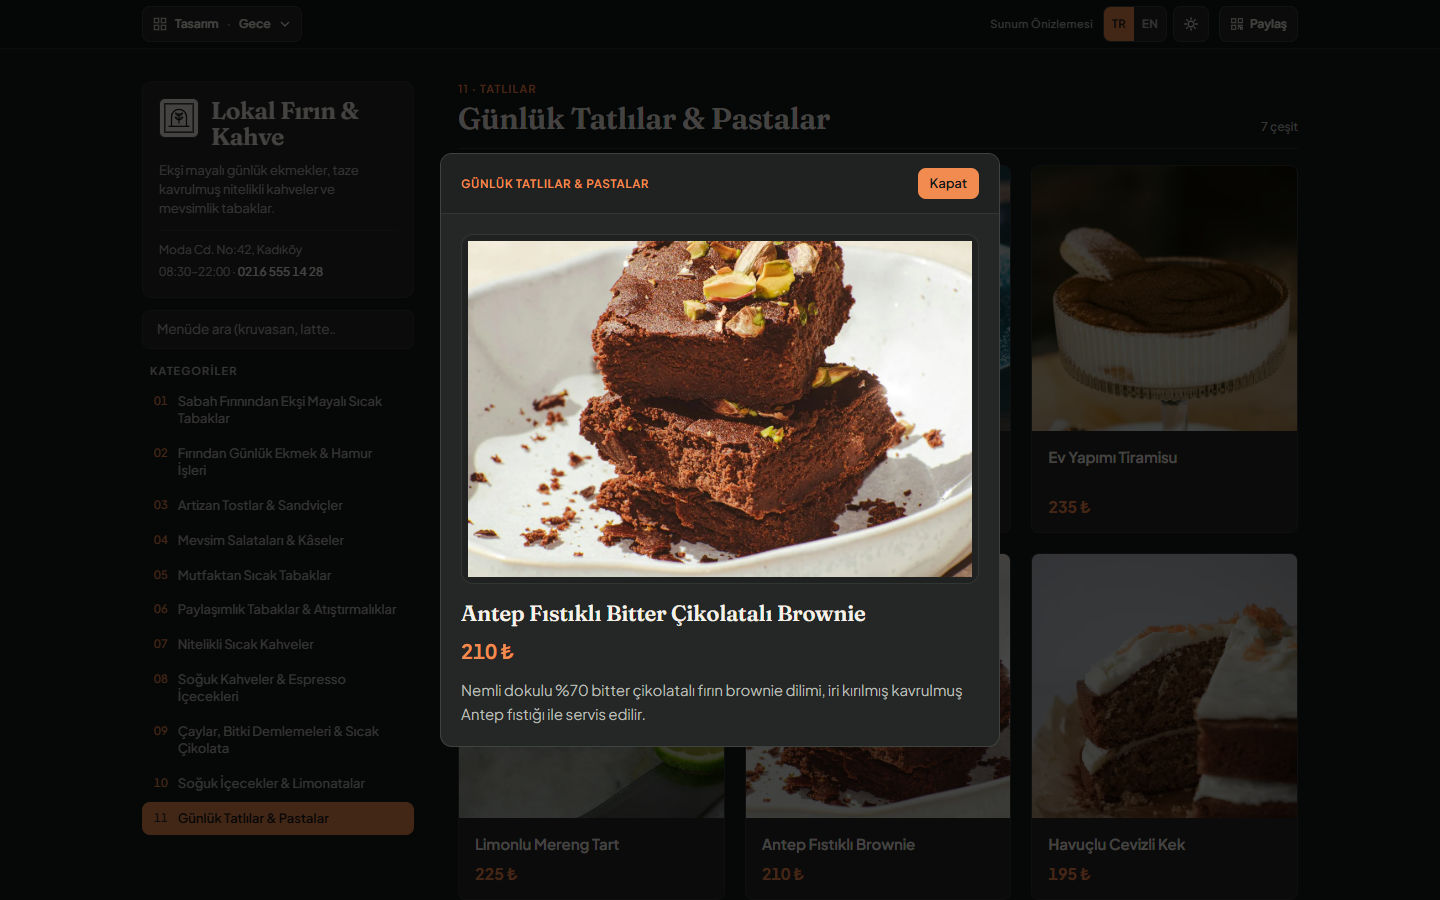 Tasarım · Gece
Sunum Önizlemesi
TR
EN
Paylaş
Lokal Fırın &
Kahve
Ekşi mayalı günlük ekmekler, taze
kavrulmuş nitelikli kahveler ve
mevsimlik tabaklar.
Moda Cd. No:42, Kadıköy
08:30–22:00 · 0216 555 14 28
Menüde ara (kruvasan, latte..
KATEGORİLER
01 Sabah Fırınından Ekşi Mayalı Sıcak
Tabaklar
02 Fırından Günlük Ekmek & Hamur
İşleri
03 Artizan Tostlar & Sandviçler
04 Mevsim Salataları & Kâseler
05 Mutfaktan Sıcak Tabaklar
06 Paylaşımlık Tabaklar & Atıştırmalıklar
07 Nitelikli Sıcak Kahveler
08 Soğuk Kahveler & Espresso
İçecekleri
09 Çaylar, Bitki Demlemeleri & Sıcak
Çikolata
10 Soğuk İçecekler & Limonatalar
11 Günlük Tatlılar & Pastalar
11 · TATLILAR
Günlük Tatlılar & Pastalar
7 çeşit
GÜNLÜK TATLILAR & PASTALAR
Kapat
Antep Fıstıklı Bitter Çikolatalı Brownie
210 ₺
Nemli dokulu %70 bitter çikolatalı fırın brownie dilimi, iri kırılmış kavrulmuş
Antep fıstığı ile servis edilir.
Ev Yapımı Tiramisu
235 ₺
Limonlu Mereng Tart
225 ₺
Antep Fıstıklı Brownie
210 ₺
Havuçlu Cevizli Kek
195 ₺